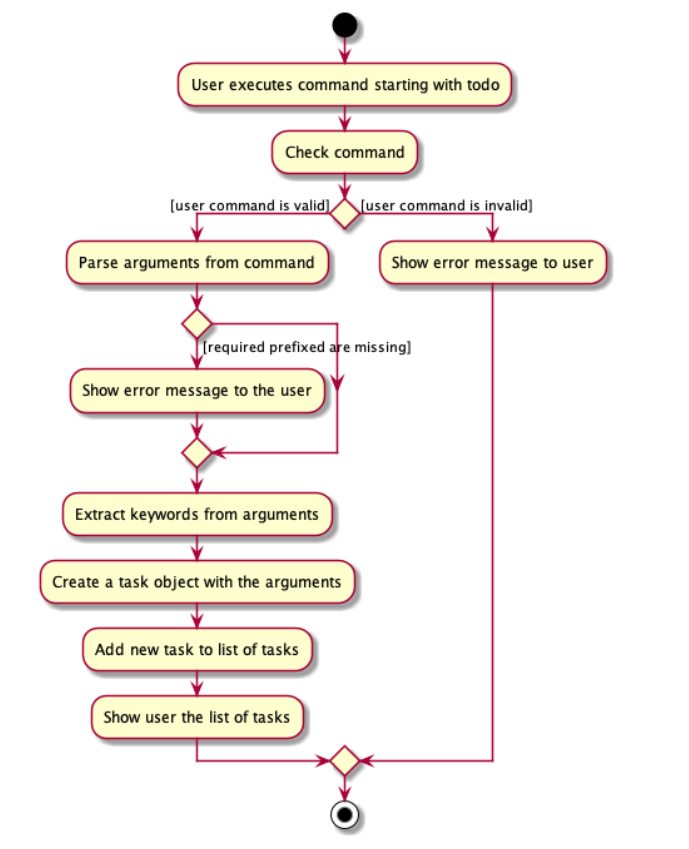 User executes command starting with todo
Check command
[user command is valid]
[user command is invalid]
Parse arguments from command
Show error message to user
[required prefixed are missing]
Show error message to the user
Extract keywords from arguments
Create a task object with the arguments
Add new task to list of tasks
Show user the list of tasks